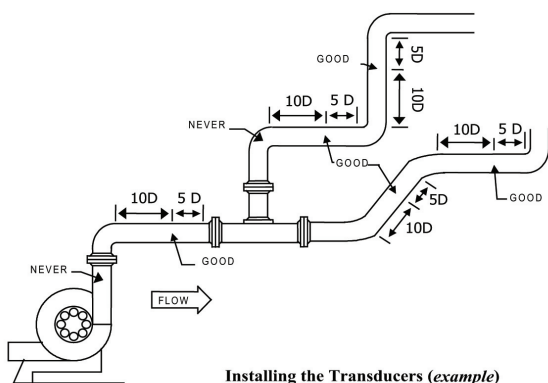 GOOD
5D
10D
10D 5 D
NEVER
10D 5 D
GOOD
10D 5 D
5D
GOOD
10D
GOOD
NEVER
FLOW
Installing the Transducers (example)